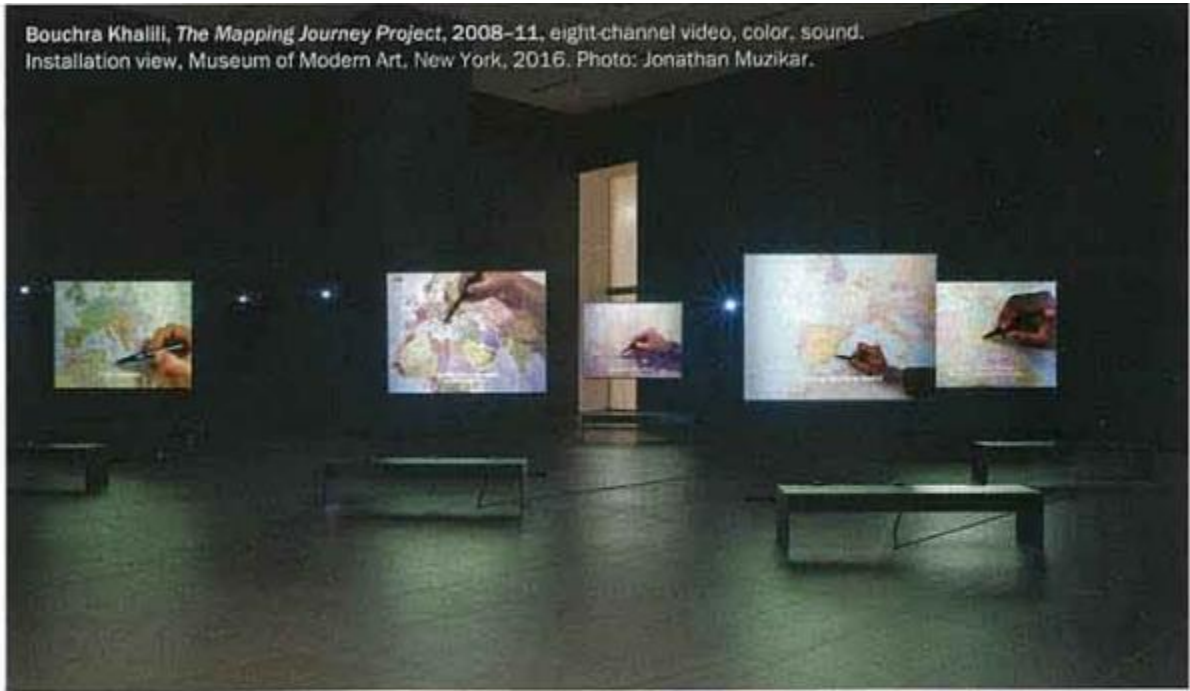 Bouchra Khalili, The Mapping Journey Project, 2008–11, eight-channel video, color, sound.
Installation view, Museum of Modern Art, New York, 2016. Photo: Jonathan Muzikar.